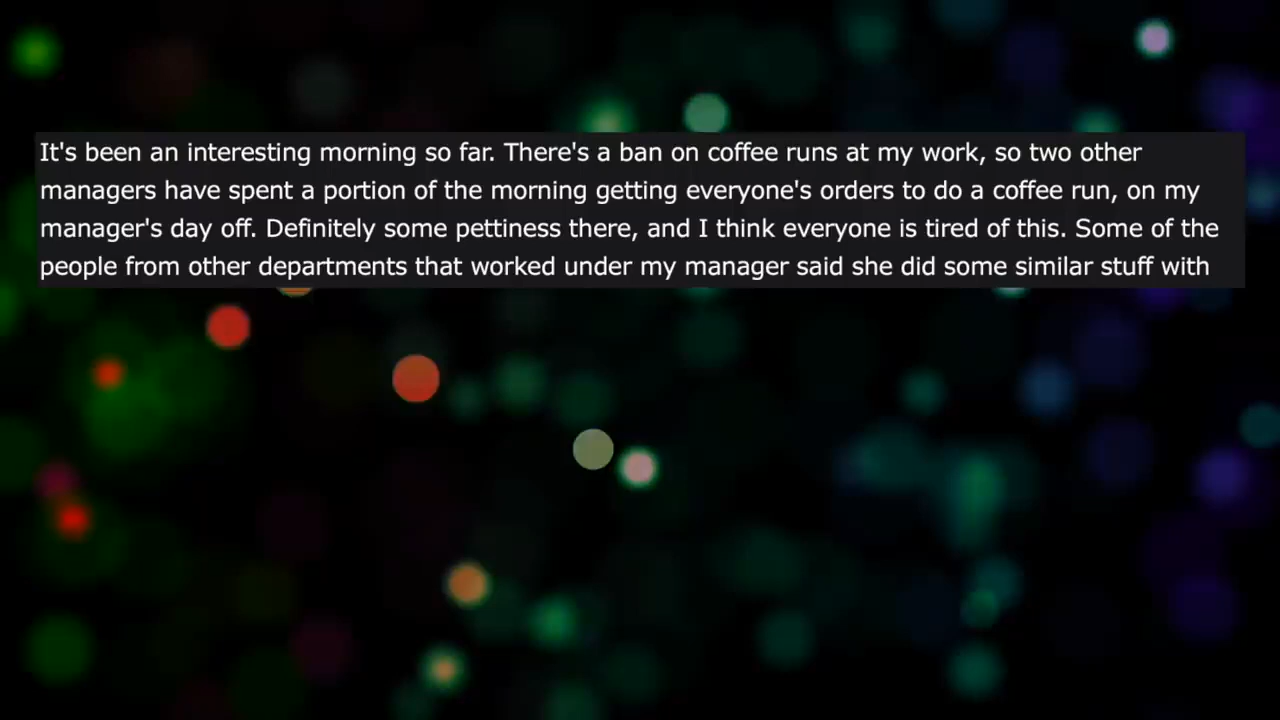 It's been an interesting morning so far. There's a ban on coffee runs at my work, so two other
managers have spent a portion of the morning getting everyone's orders to do a coffee run, on my
manager's day off. Definitely some pettiness there, and I think everyone is tired of this. Some of the
people from other departments that worked under my manager said she did some similar stuff with